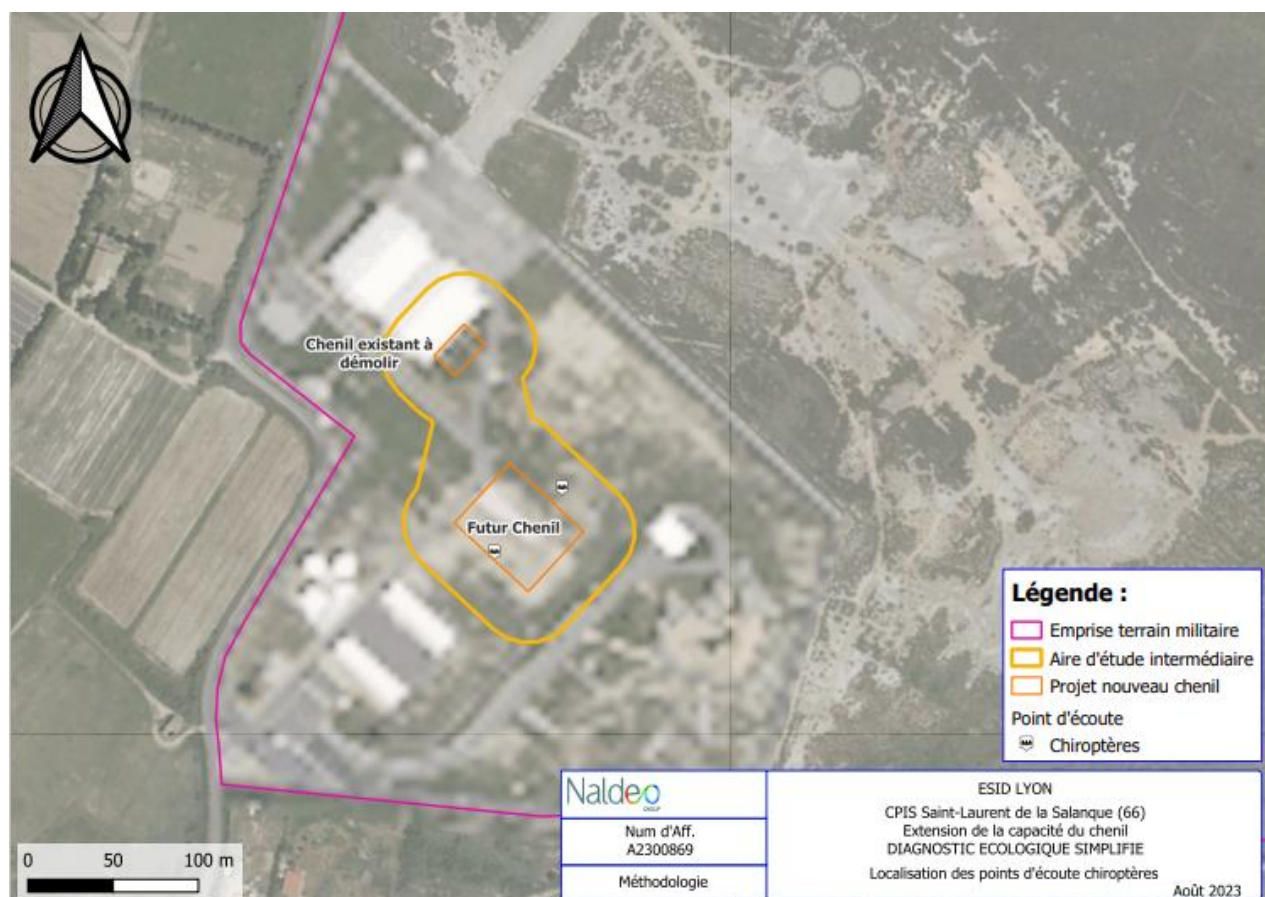 Chenil existant à
démolir
Futur Chenil
Légende :
Emprise terrain militaire
Aire d'étude intermédiaire
Projet nouveau chenil
Point d'écoute
Chiroptères
0 50 100 m
Naldeo
GROUP
Num d'Aff.
A2300869
Méthodologie
ESID LYON
CPIS Saint-Laurent de la Salanque (66)
Extension de la capacité du chenil
DIAGNOSTIC ECOLOGIQUE SIMPLIFIE
Localisation des points d'écoute chiroptères
Août 2023